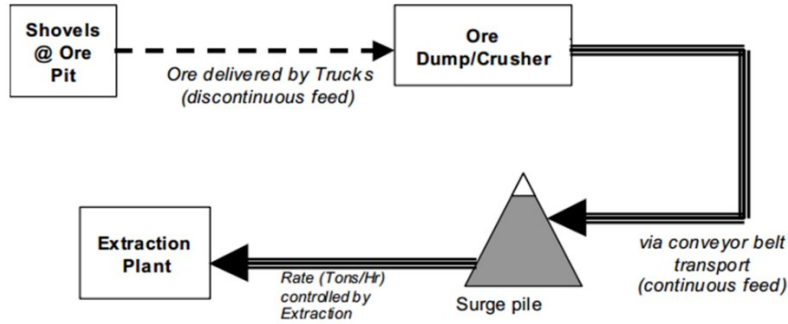 Shovels
@ Ore
Pit
Ore delivered by Trucks
(discontinuous feed)
Ore
Dump/Crusher
via conveyor belt
transport
(continuous feed)
Surge pile
Rate (Tons/Hr)
controlled by
Extraction
Extraction
Plant